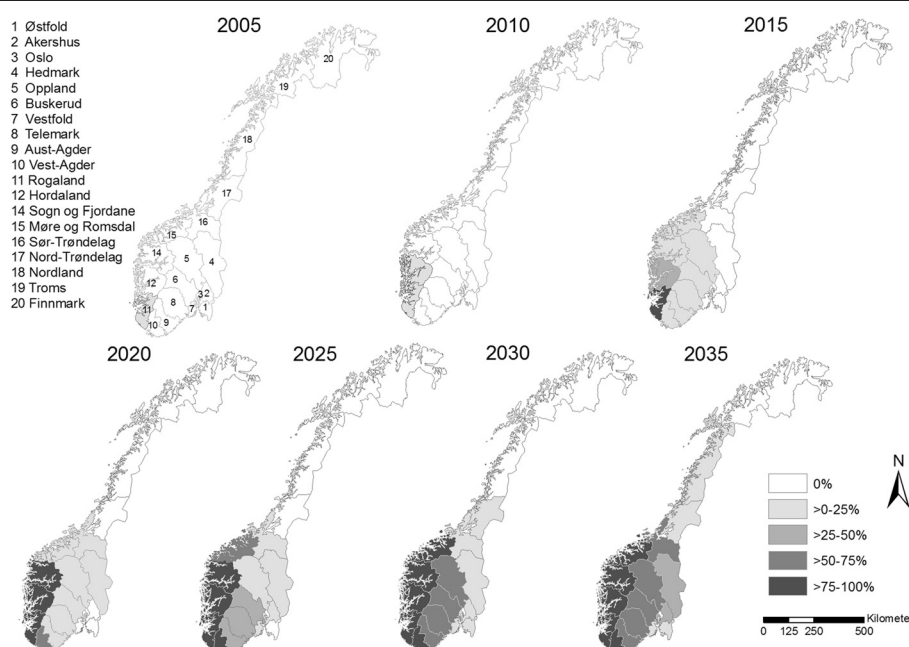 1 Østfold
2 Akershus
3 Oslo
4 Hedmark
5 Oppland
6 Buskerud
7 Vestfold
8 Telemark
9 Aust-Agder
10 Vest-Agder
11 Rogaland
12 Hordaland
14 Sogn og Fjordane
15 Møre og Romsdal
16 Sør-Trøndelag
17 Nord-Trøndelag
18 Nordland
19 Troms
20 Finnmark
2005
20
19
18
17
16
15
14
5
4
12
6
3 2
11
8
7
1
10
9
2010
2015
2020
2025
2030
2035
N
0%
>0-25%
>25-50%
>50-75%
>75-100%
Kilomete
0 125 250 500